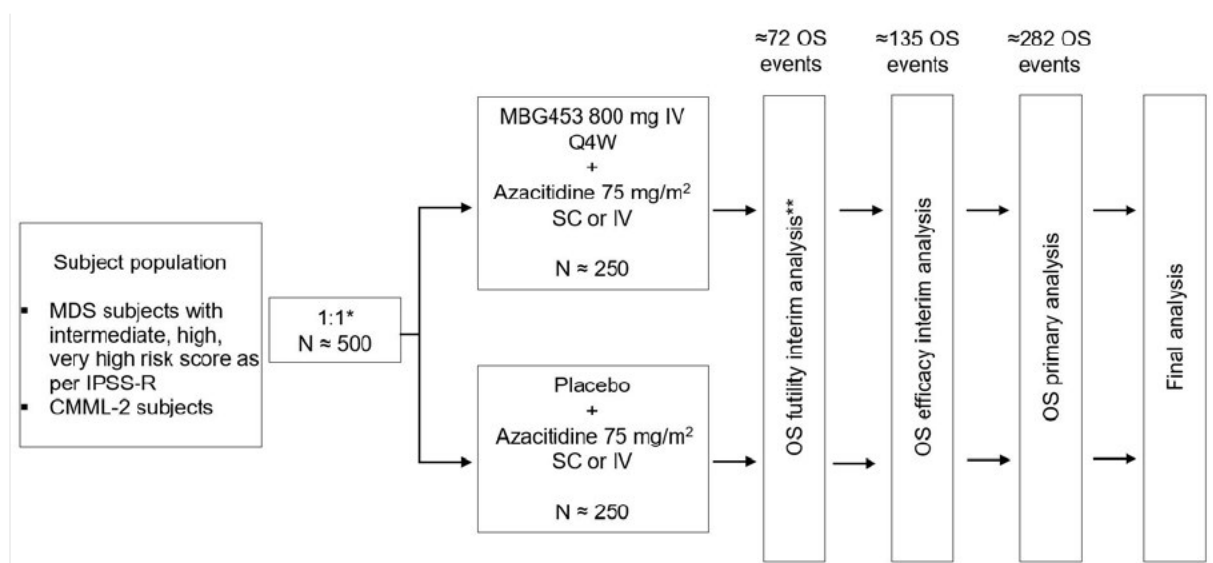 Subject population
▪ MDS subjects with
intermediate, high,
very high risk score as
per IPSS-R
▪ CMML-2 subjects
1:1*
N ≈ 500
MBG453 800 mg IV
Q4W
+
Azacitidine 75 mg/m²
SC or IV
N ≈ 250
Placebo
+
Azacitidine 75 mg/m²
SC or IV
N ≈ 250
≈72 OS
events
OS futility interim analysis**
≈135 OS
events
OS efficacy interim analysis
≈282 OS
events
OS primary analysis
Final analysis